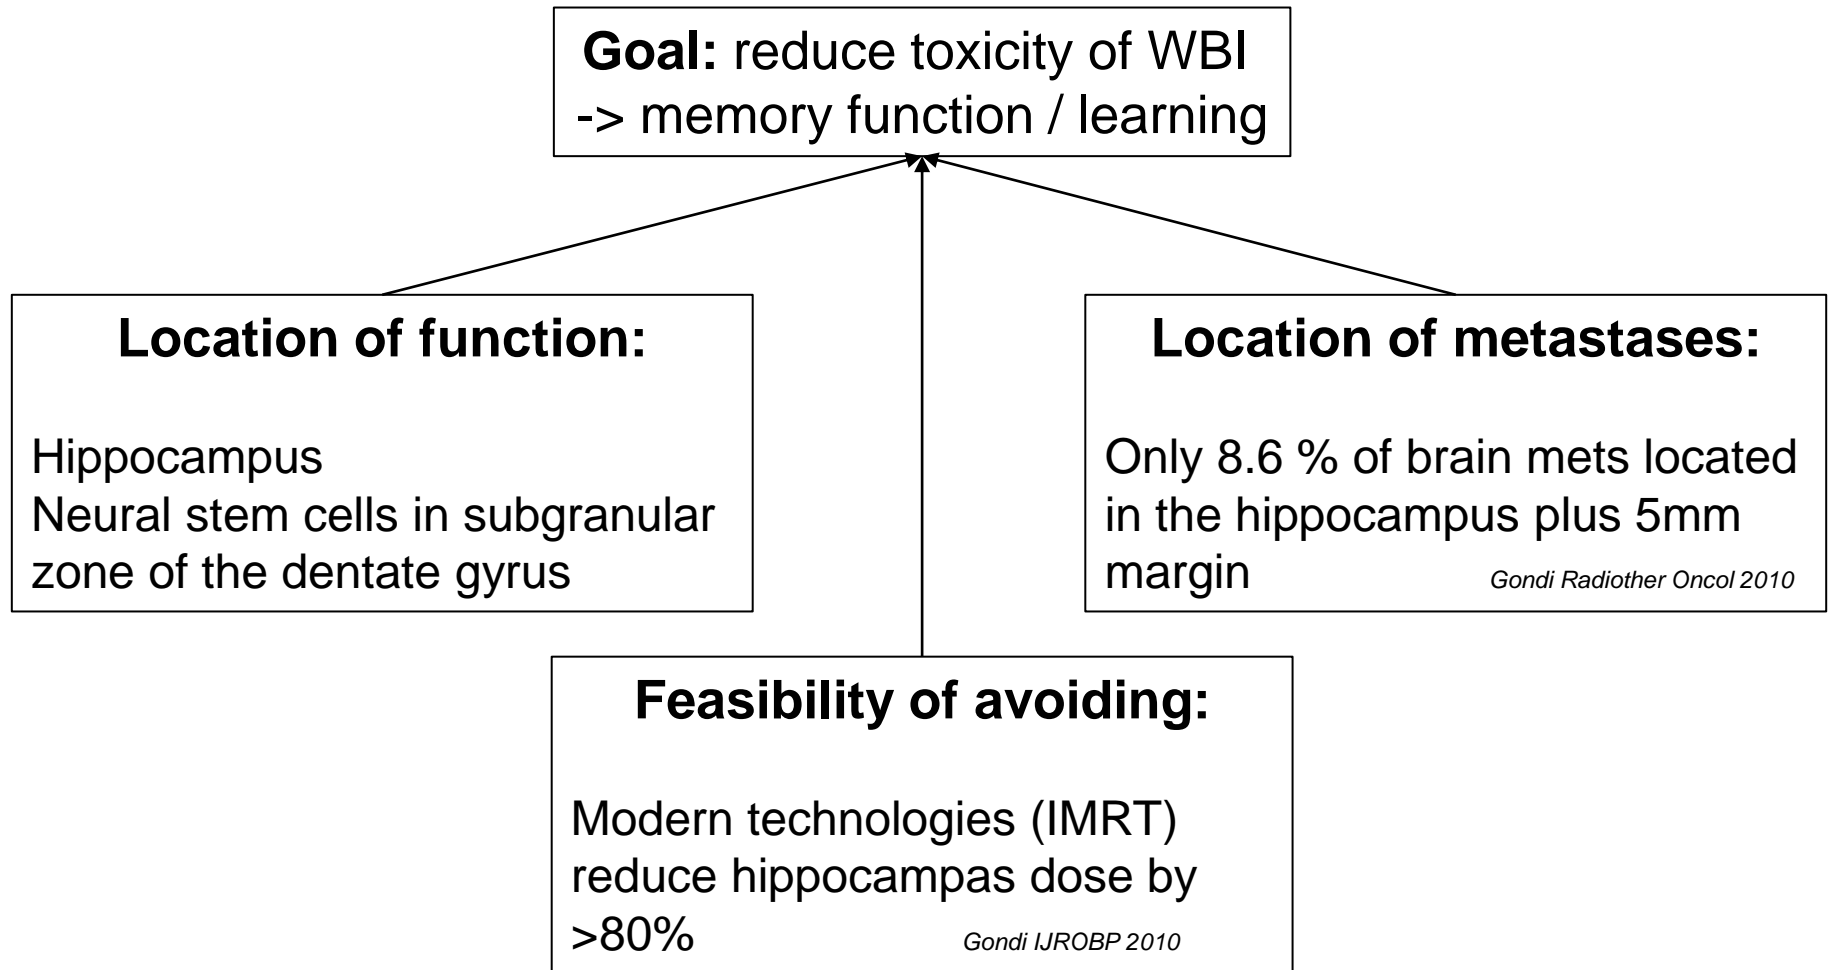 Goal: reduce toxicity of WBI
-> memory function / learning
Location of function:
Hippocampus
Neural stem cells in subgranular
zone of the dentate gyrus
Location of metastases:
Only 8.6 % of brain mets located
in the hippocampus plus 5mm
margin Gondi Radiother Oncol 2010
Feasibility of avoiding:
Modern technologies (IMRT)
reduce hippocampas dose by
>80% Gondi IJROBP 2010